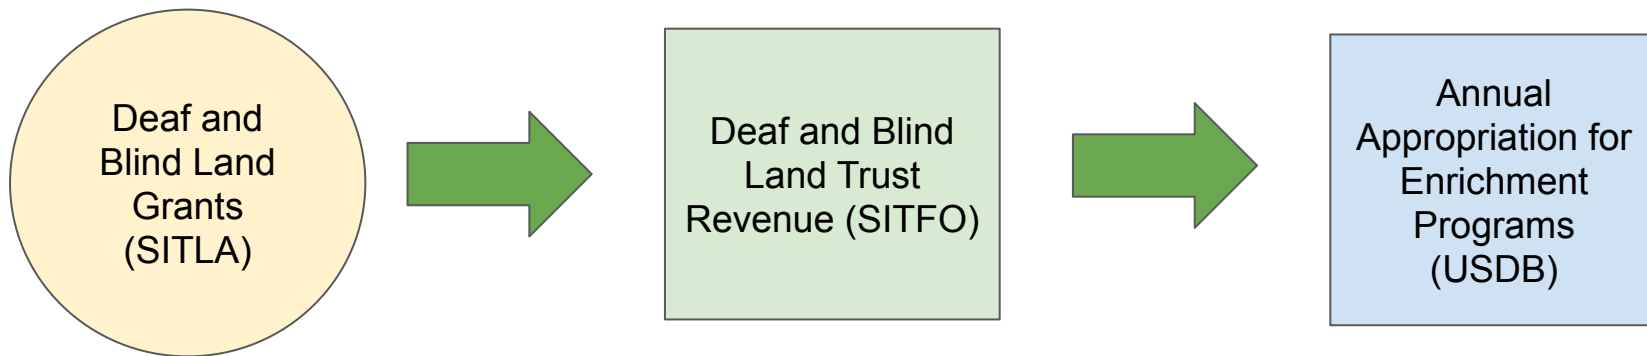 Deaf and
Blind Land
Grants
(SITLA)
Deaf and Blind
Land Trust
Revenue (SITFO)
Annual
Appropriation for
Enrichment
Programs
(USDB)